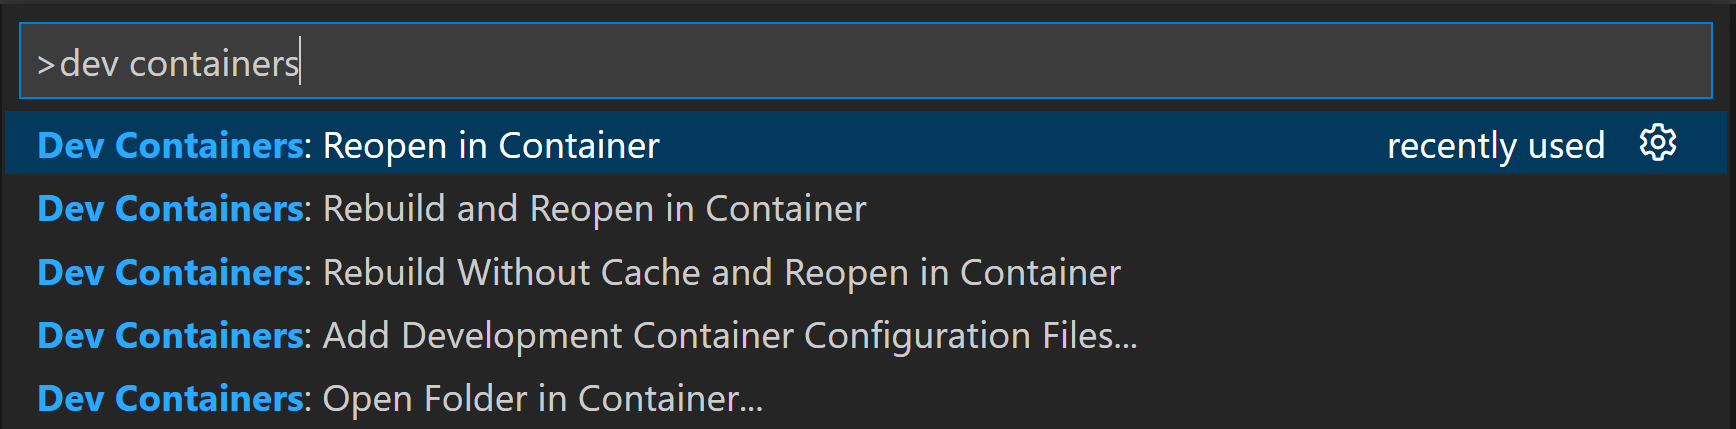 >dev containers
Dev Containers: Reopen in Container recently used
Dev Containers: Rebuild and Reopen in Container
Dev Containers: Rebuild Without Cache and Reopen in Container
Dev Containers: Add Development Container Configuration Files...
Dev Containers: Open Folder in Container...